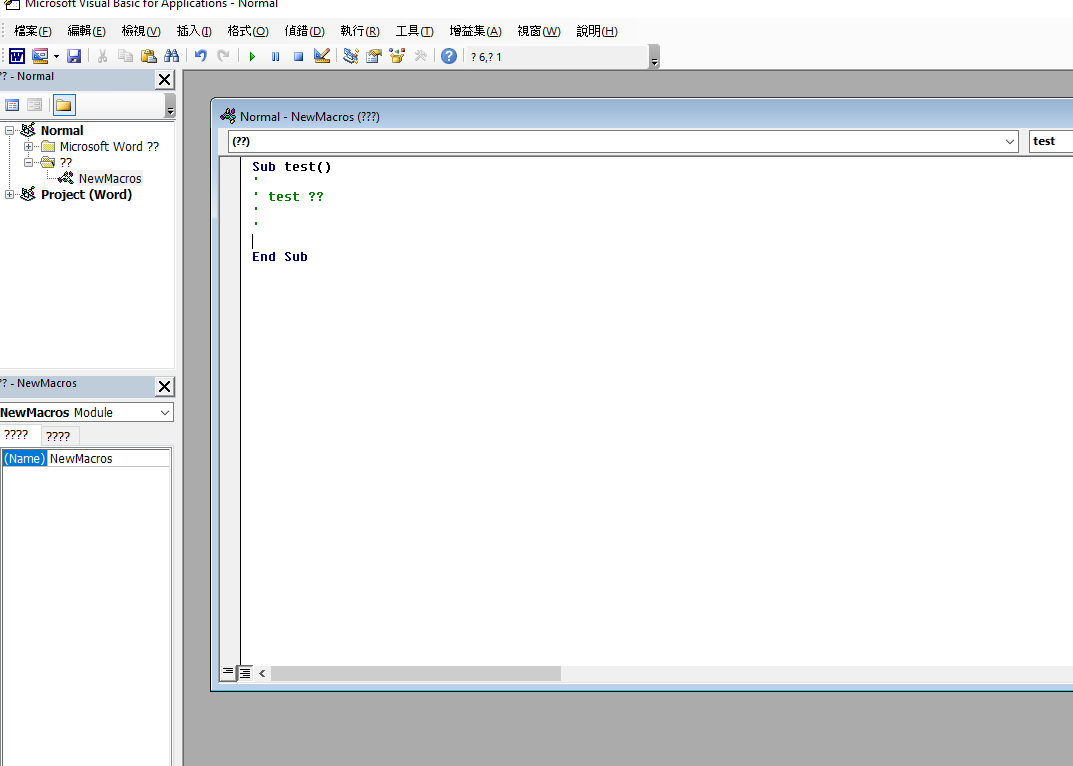 Microsoft Visual Basic for Applications - Normal
檔案(F) 編輯(E) 檢視(V) 插入(I) 格式(O) 偵錯(D) 執行(R) 工具(T) 增益集(A) 視窗(W) 說明(H)
? 6,? 1
?? - Normal
Normal
Microsoft Word ??
??
NewMacros
Project (Word)
?? - NewMacros
NewMacros Module
???? ????
(Name) NewMacros
Normal - NewMacros (???)
(??) test
Sub test()
'
' test ??
'
'
End Sub